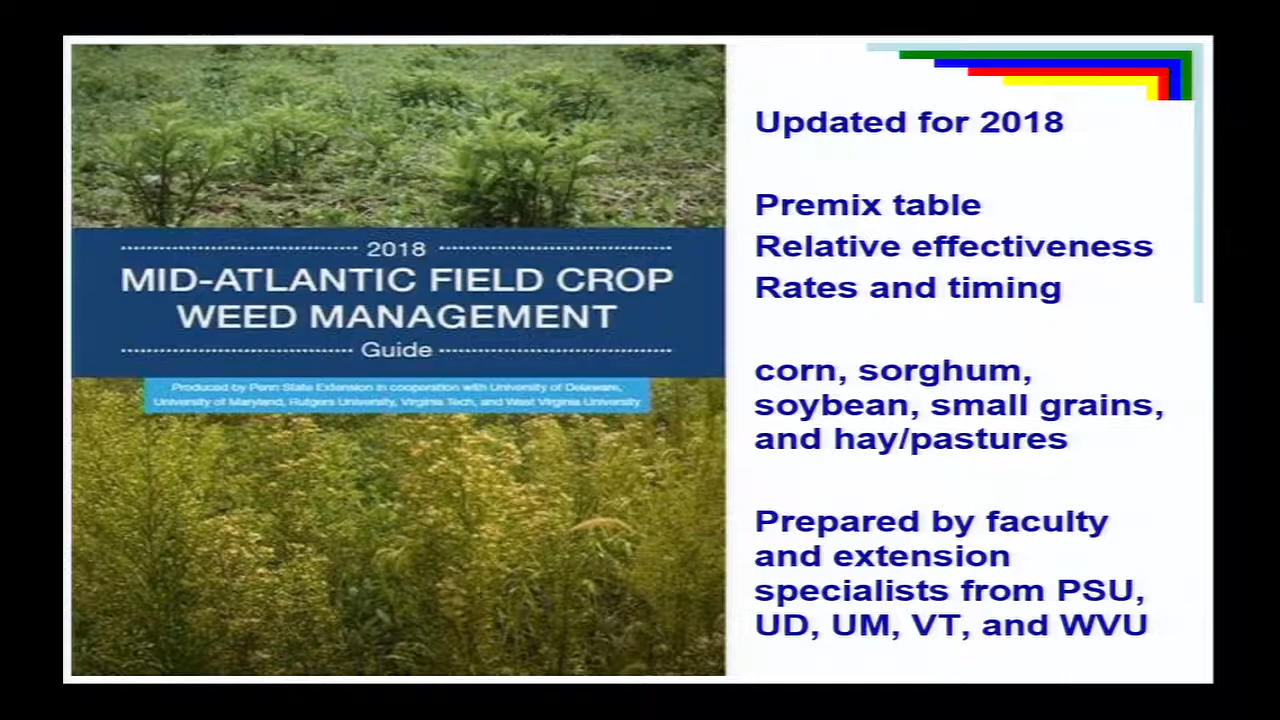 2018
MID-ATLANTIC FIELD CROP
WEED MANAGEMENT
Guide
Produced by Penn State Extension in cooperation with University of Delaware,
University of Maryland, Rutgers University, Virginia Tech, and West Virginia University
Updated for 2018
Premix table
Relative effectiveness
Rates and timing
corn, sorghum,
soybean, small grains,
and hay/pastures
Prepared by faculty
and extension
specialists from PSU,
UD, UM, VT, and WVU